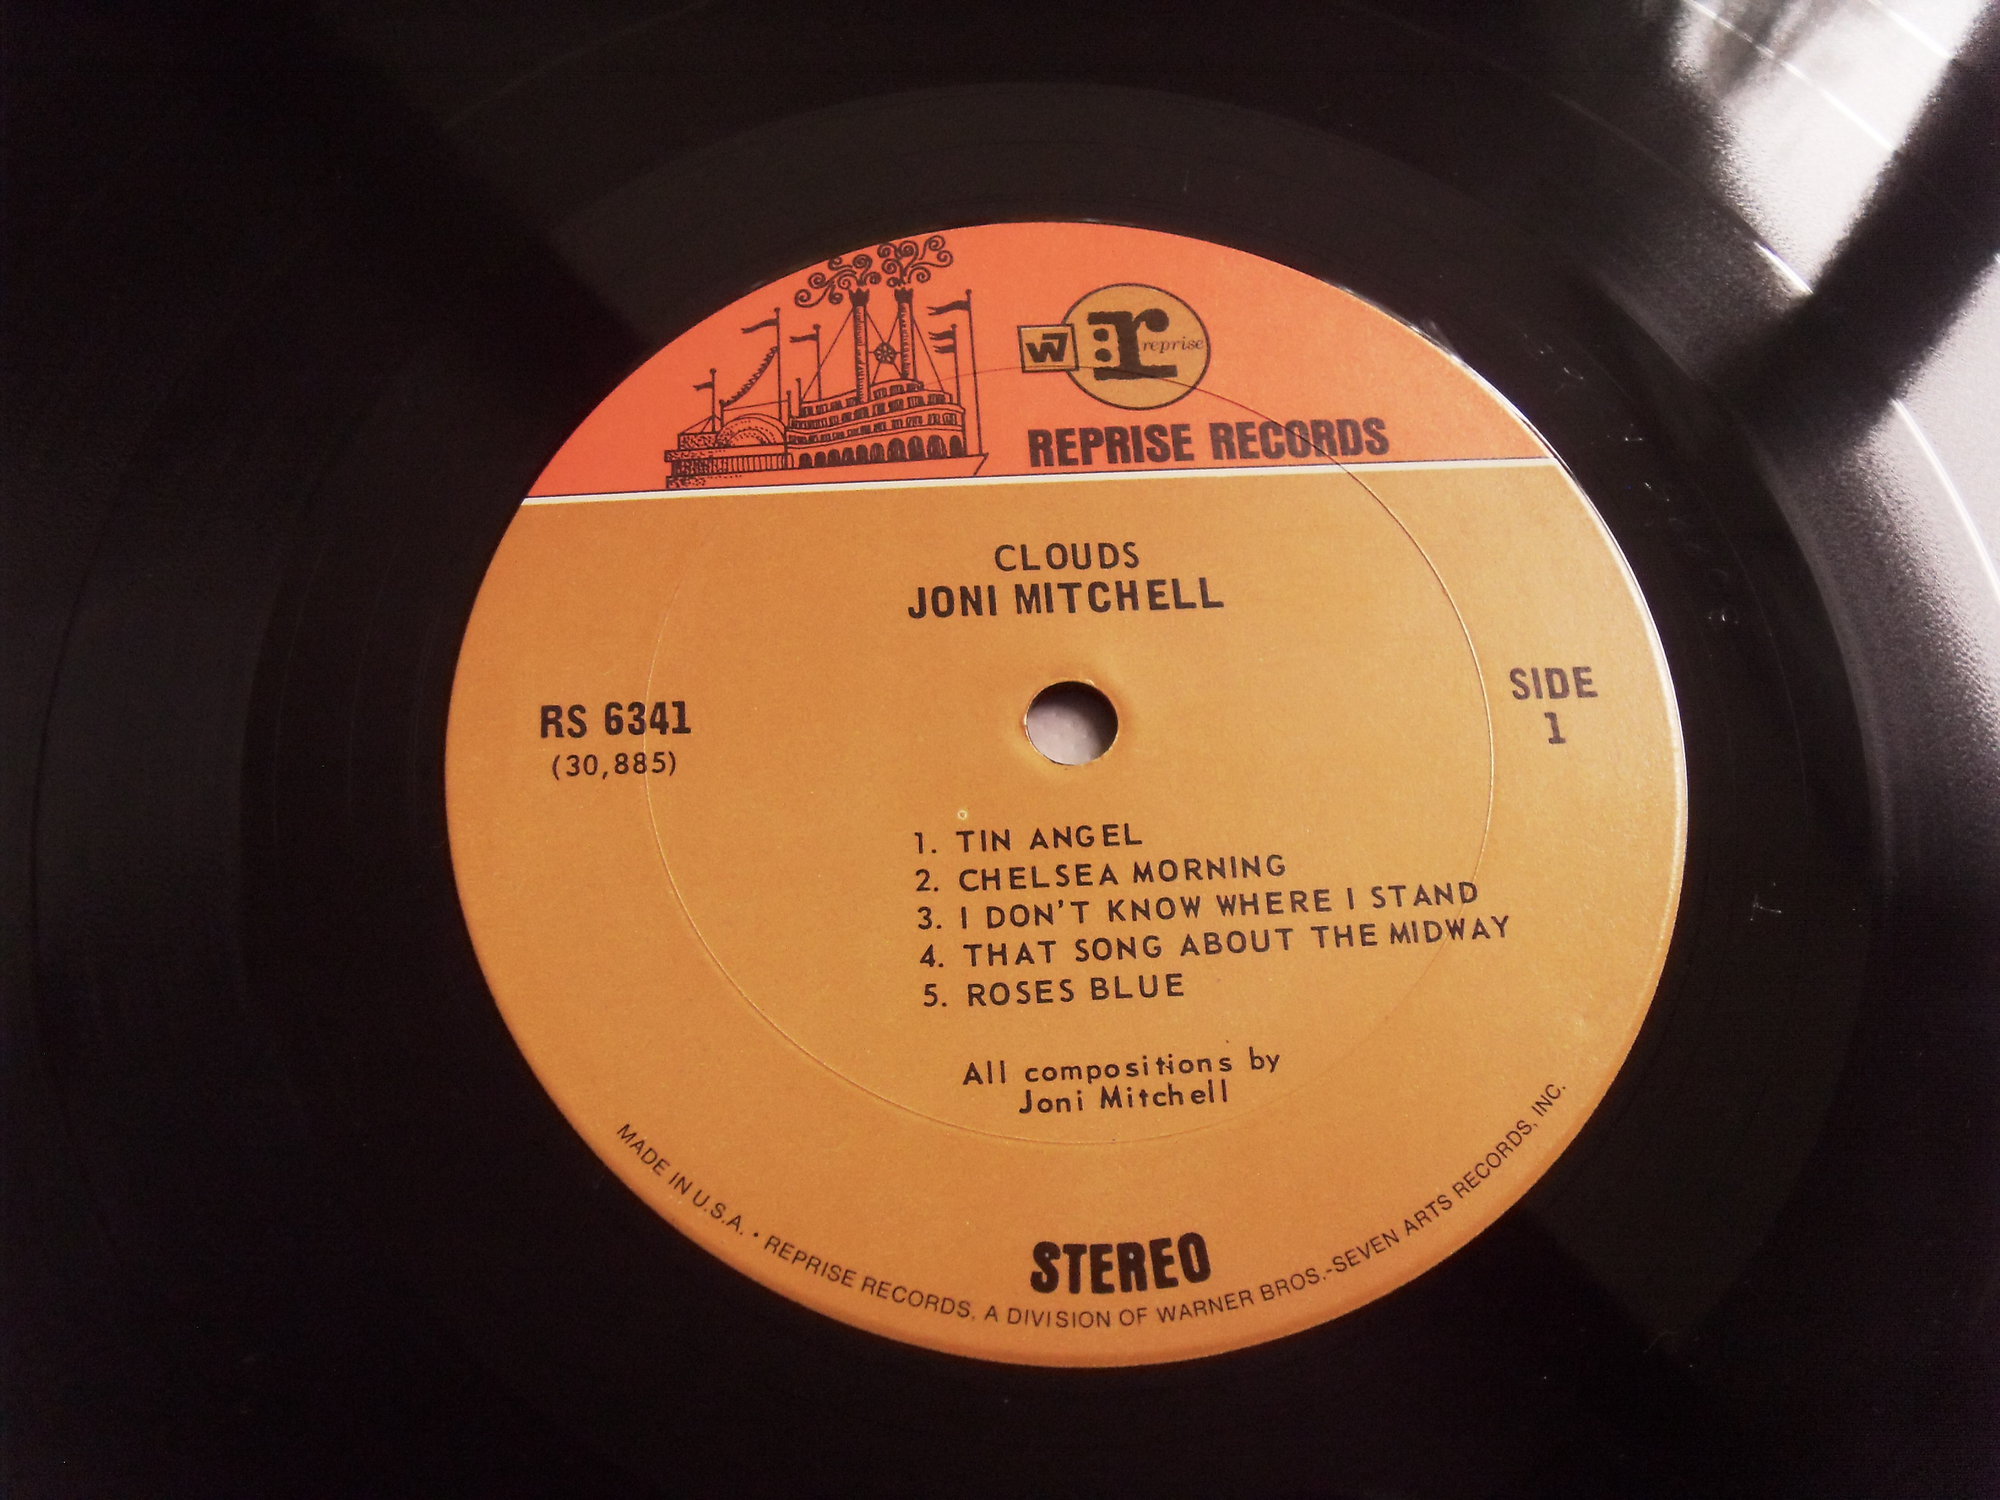 W7
r reprise
REPRISE RECORDS
CLOUDS
JONI MITCHELL
RS 6341
(30,885)
SIDE
1
1. TIN ANGEL
2. CHELSEA MORNING
3. I DON'T KNOW WHERE I STAND
4. THAT SONG ABOUT THE MIDWAY
5. ROSES BLUE
All compositions by
Joni Mitchell
STEREO
MADE IN U.S.A. • REPRISE RECORDS, A DIVISION OF WARNER BROS.-SEVEN ARTS RECORDS, INC.